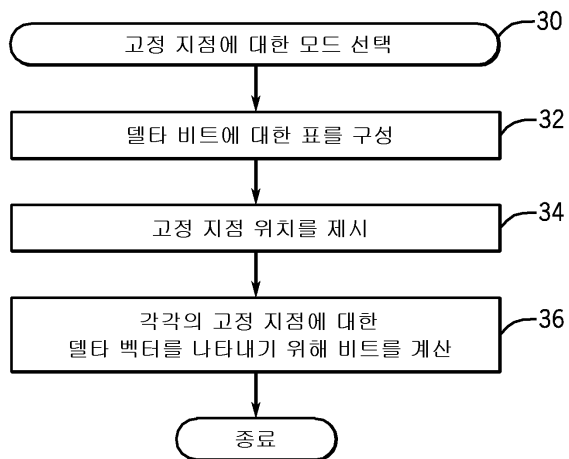 고정 지점에 대한 모드 선택
30
델타 비트에 대한 표를 구성
32
고정 지점 위치를 제시
34
각각의 고정 지점에 대한
델타 벡터를 나타내기 위해 비트를 계산
36
종료